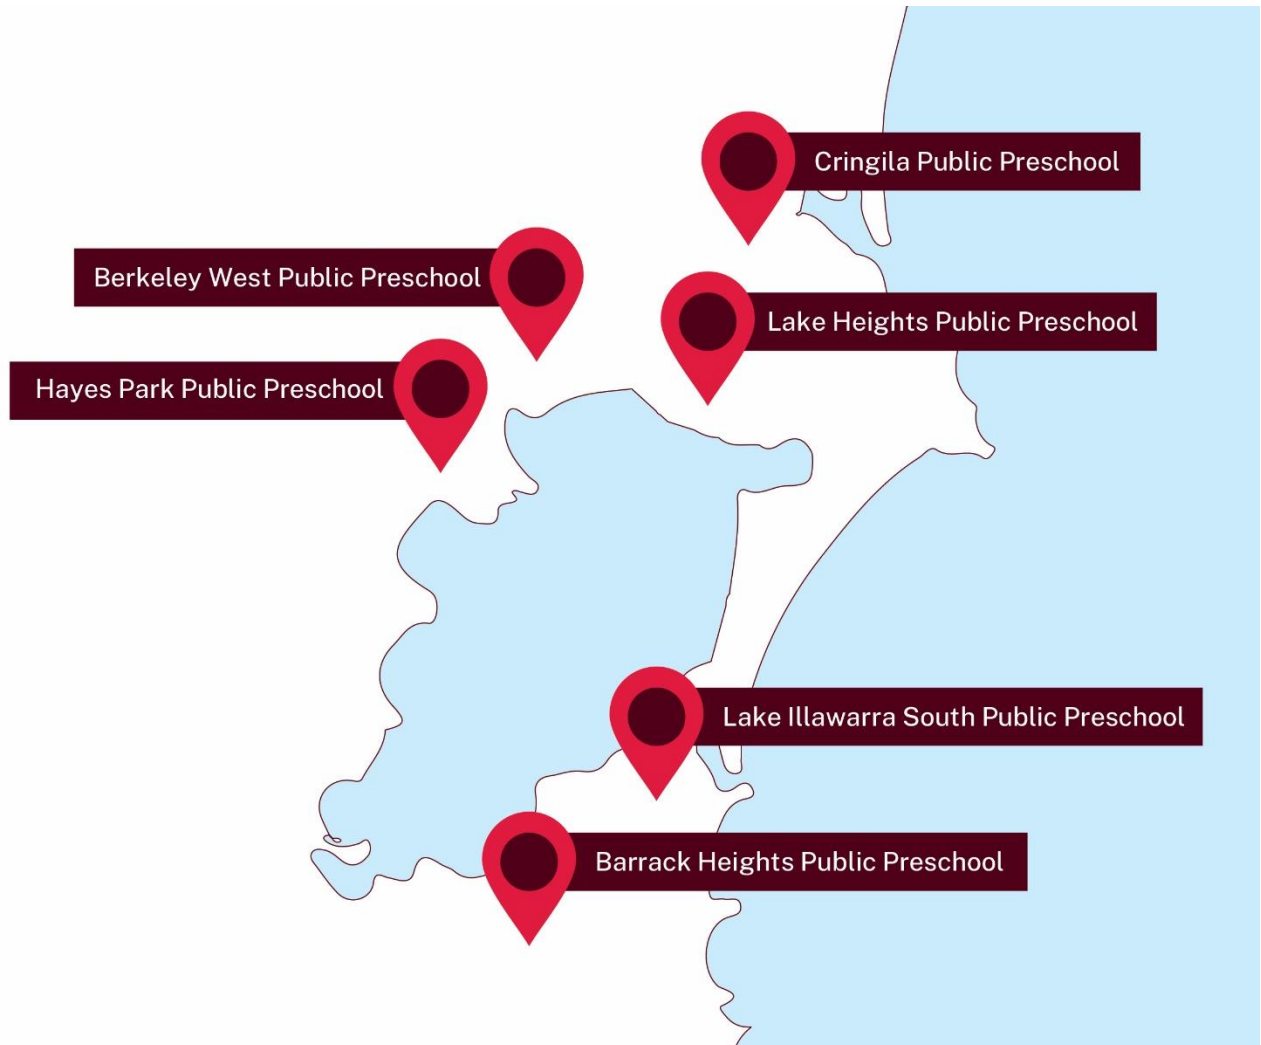 Cringila Public Preschool
Berkeley West Public Preschool
Lake Heights Public Preschool
Hayes Park Public Preschool
Lake Illawarra South Public Preschool
Barrack Heights Public Preschool